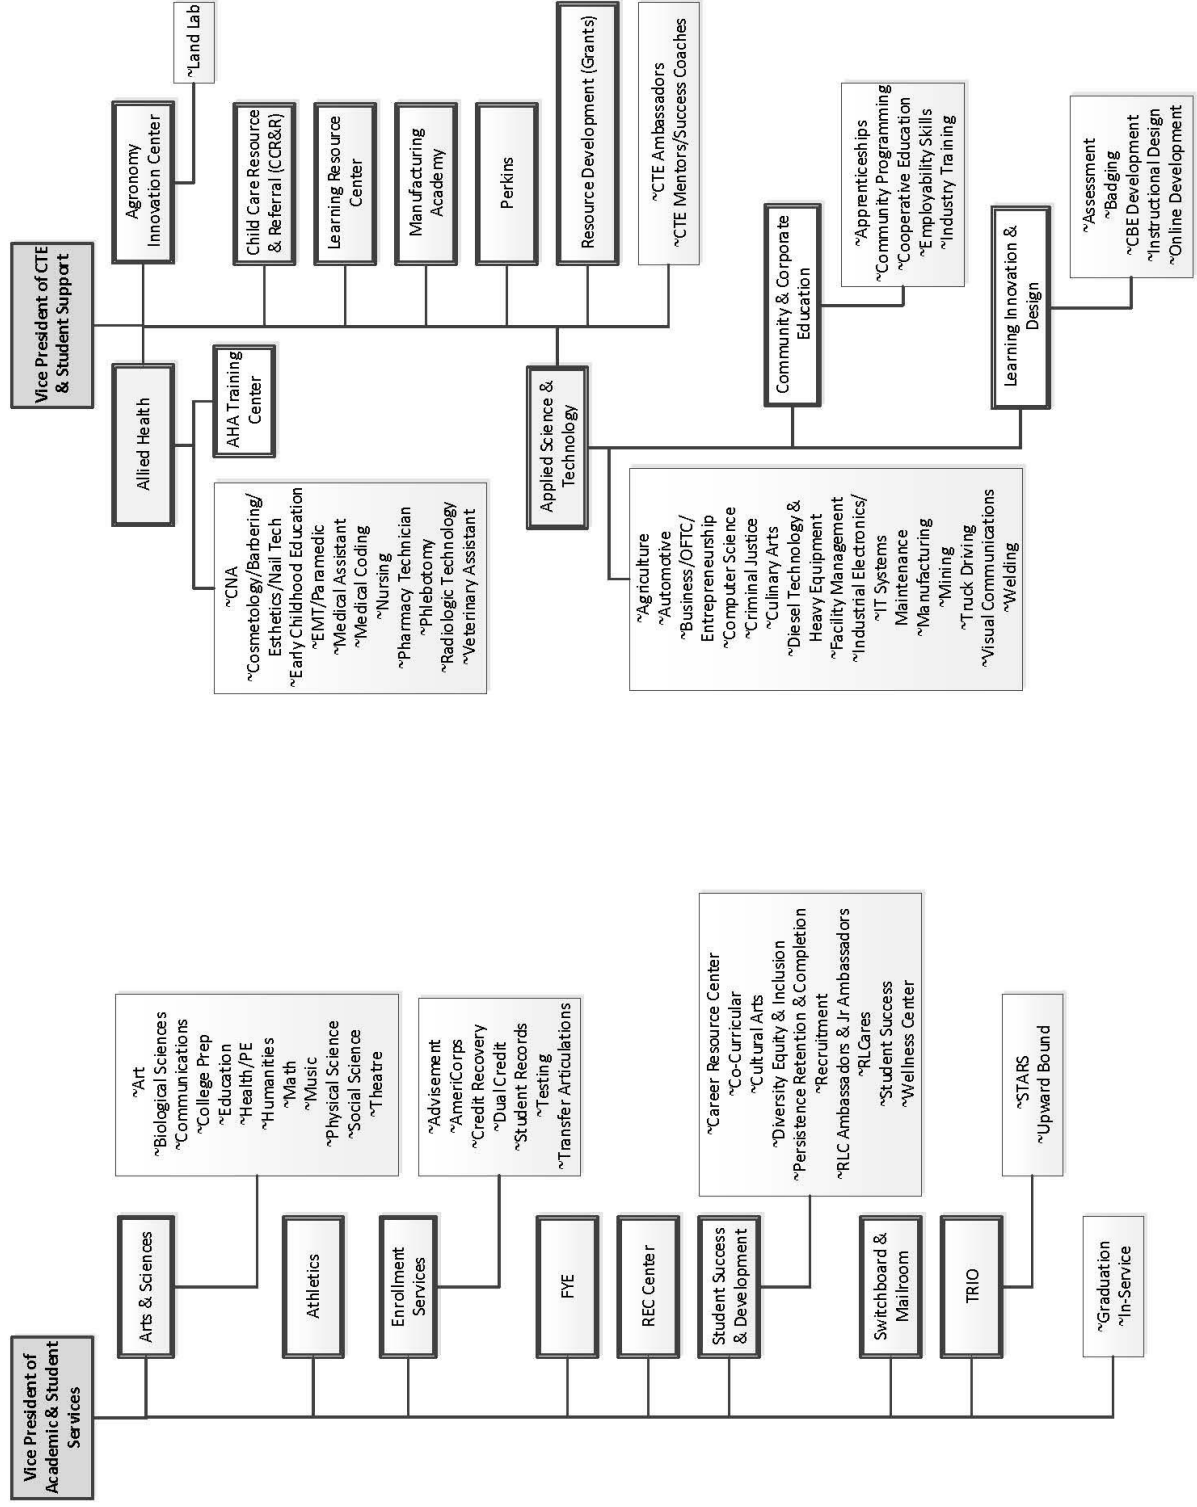 Vice President of
Academic & Student
Services
Arts & Sciences
~Art
~Biological Sciences
~Communications
~College Prep
~Education
~Health/PE
~Humanities
~Math
~Music
~Physical Science
~Social Science
~Theatre
Athletics
Enrollment
Services
~Advisement
~AmeriCorps
~Credit Recovery
~Dual Credit
~Student Records
~Testing
~Transfer Articulations
FYE
REC Center
Student Success
& Development
~Career Resource Center
~Co-Curricular
~Cultural Arts
~Diversity Equity & Inclusion
~Persistence Retention & Completion
~Recruitment
~RLC Ambassadors & Jr Ambassadors
~RLCares
~Student Success
~Wellness Center
Switchboard &
Mailroom
TRIO
~STARS
~Upward Bound
~Graduation
~In-Service
Vice President of CTE
& Student Support
Allied Health
AHA Training
Center
~CNA
~Cosmetology/Barbering/
Esthetics/Nail Tech
~Early Childhood Education
~EMT/Paramedic
~Medical Assistant
~Medical Coding
~Nursing
~Pharmacy Technician
~Phlebotomy
~Radiologic Technology
~Veterinary Assistant
Agronomy
Innovation Center
~Land Lab
Child Care Resource
& Referral (CCR&R)
Learning Resource
Center
Manufacturing
Academy
Perkins
Resource Development (Grants)
~CTE Ambassadors
~CTE Mentors/Success Coaches
Applied Science &
Technology
~Agriculture
~Automotive
~Business/OFTC/
Entrepreneurship
~Computer Science
~Criminal Justice
~Culinary Arts
~Diesel Technology &
Heavy Equipment
~Facility Management
~Industrial Electronics/
~IT Systems
Maintenance
~Manufacturing
~Mining
~Truck Driving
~Visual Communications
~Welding
Community & Corporate
Education
~Apprenticeships
~Community Programming
~Cooperative Education
~Employability Skills
~Industry Training
Learning Innovation &
Design
~Assessment
~Badging
~CBE Development
~Instructional Design
~Online Development